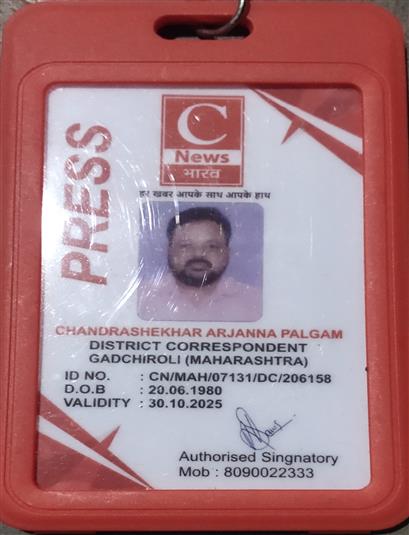 PRESS
C
News
भारत
हर खबर आपके साथ आपके हाथ
CHANDRASHEKHAR ARJANNA PALGAM
DISTRICT CORRESPONDENT
GADCHIROLI (MAHARASHTRA)
ID NO. : CN/MAH/07131/DC/206158
D.O.B : 20.06.1980
VALIDITY : 30.10.2025
Authorised Singnatory
Mob : 8090022333